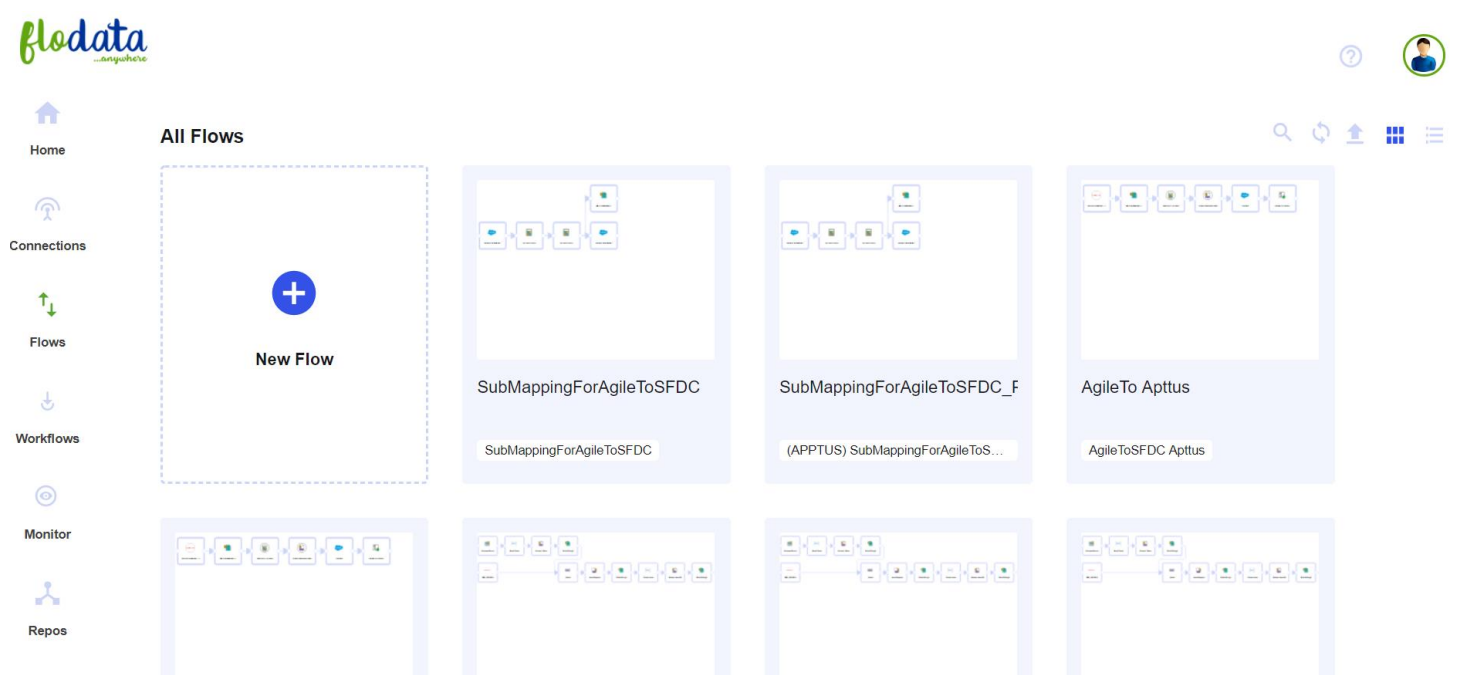 flodata
...anywhere
Home
Connections
Flows
Workflows
Monitor
Repos
All Flows
New Flow
SubMappingForAgileToSFDC
SubMappingForAgileToSFDC
SubMappingForAgileToSFDC_F
(APPTUS) SubMappingForAgileToS...
AgileTo Apttus
AgileToSFDC Apttus